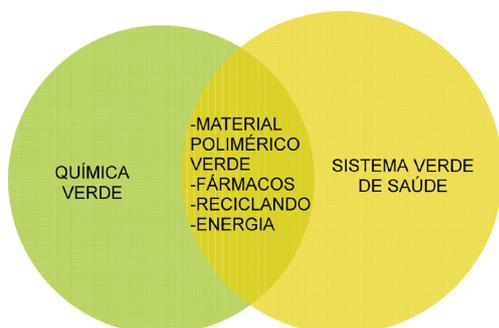 QUÍMICA
VERDE
-MATERIAL
POLIMÉRICO
VERDE
-FÁRMACOS
-RECICLANDO
-ENERGIA
SISTEMA VERDE
DE SAÚDE